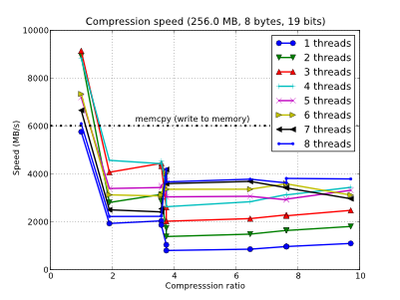 Compression speed (256.0 MB, 8 bytes, 19 bits)
10000
8000
6000
4000
2000
0
Speed (MB/s)
memcpy (write to memory)
1 threads
2 threads
3 threads
4 threads
5 threads
6 threads
7 threads
8 threads
0
2
4
6
8
10
Compresssion ratio